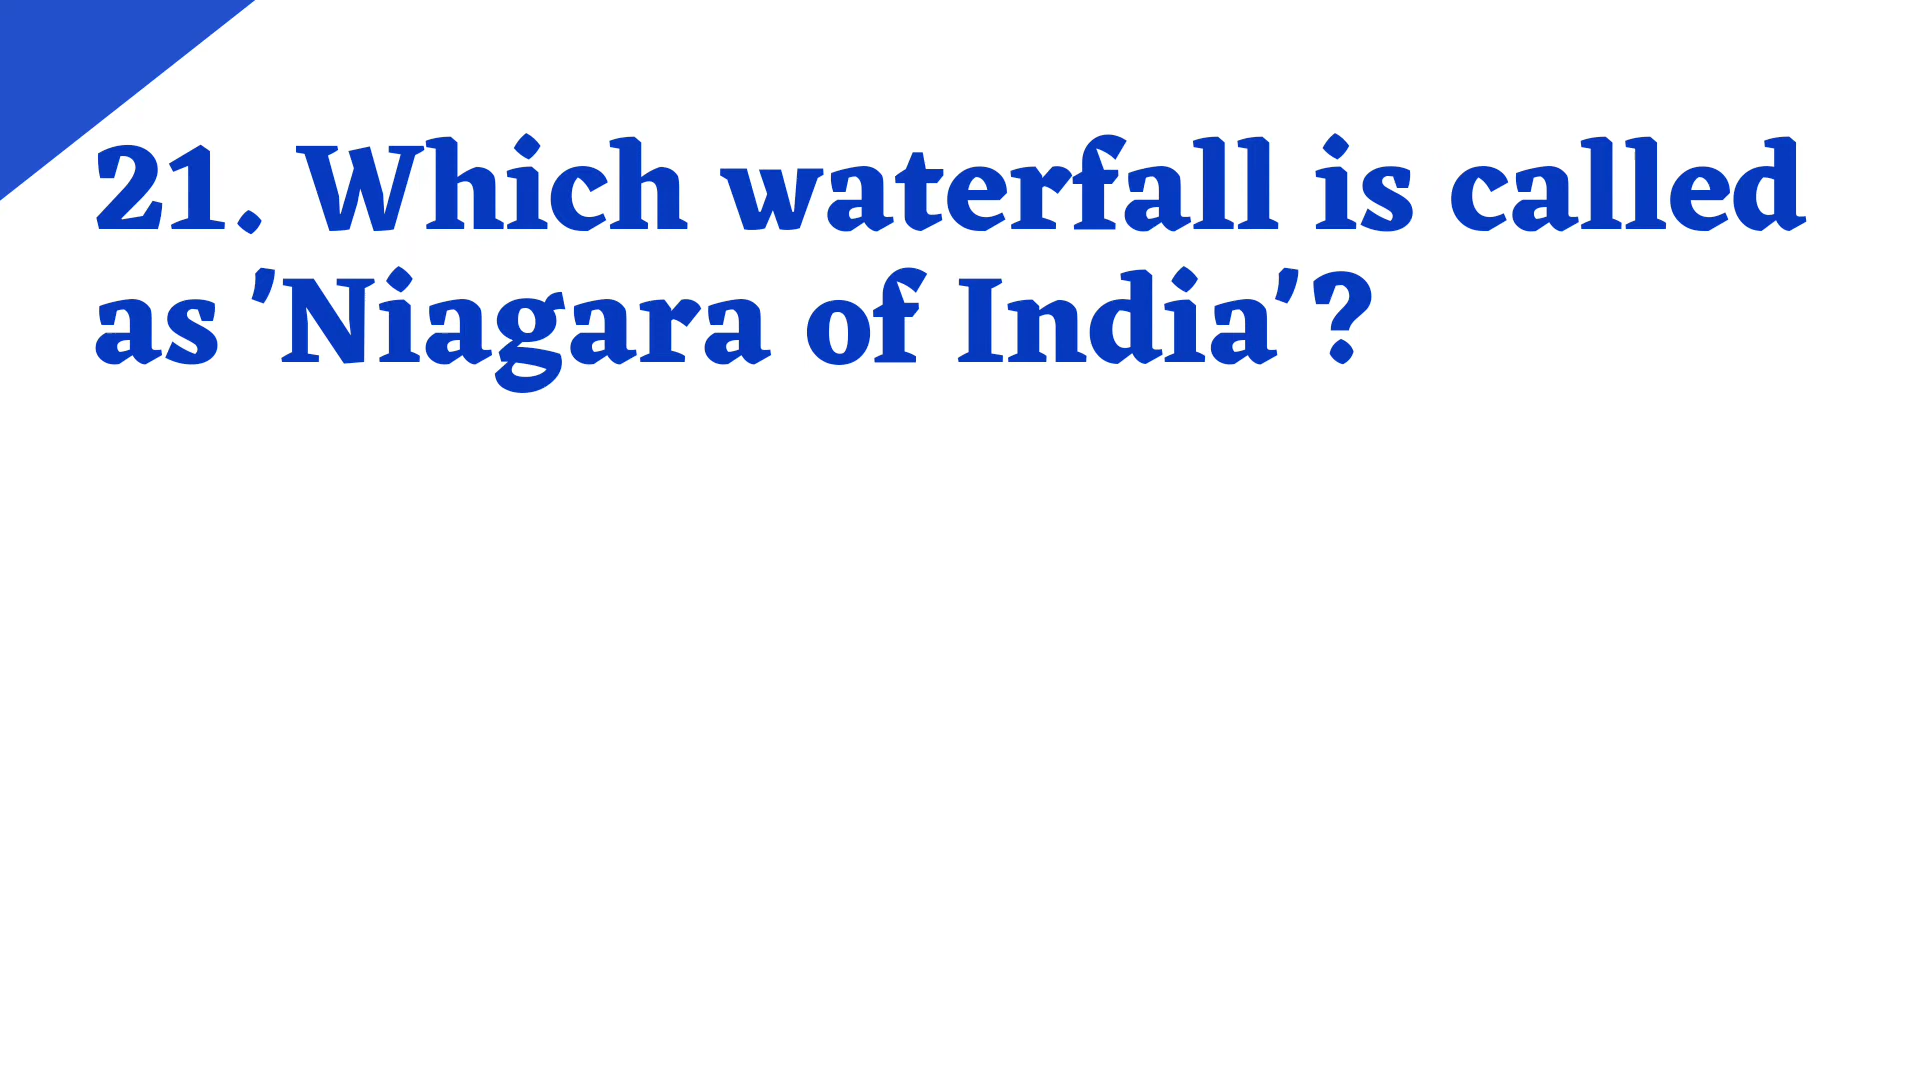 21. Which waterfall is called
as 'Niagara of India'?